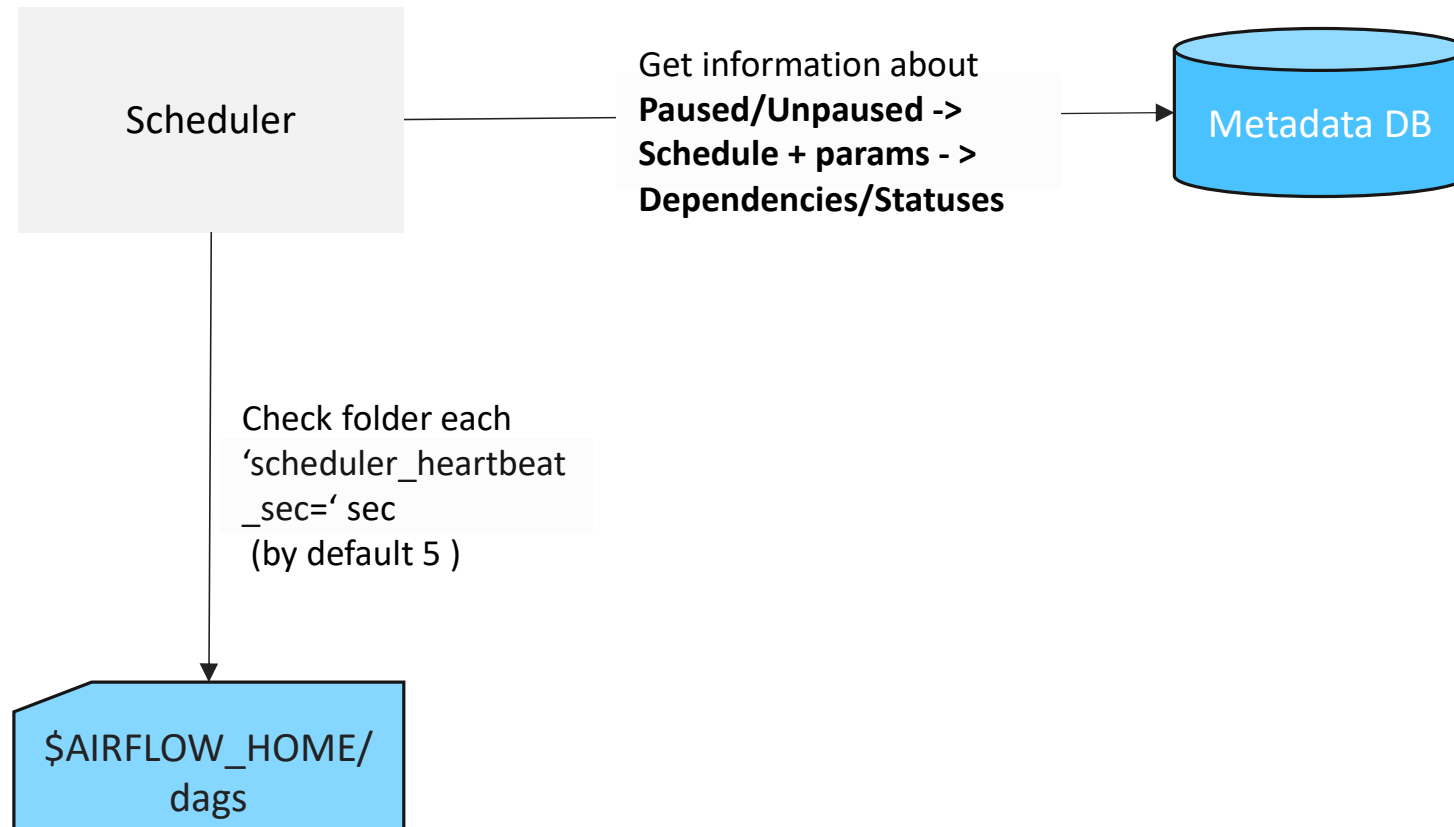 Scheduler
Get information about
Paused/Unpaused ->
Schedule + params - >
Dependencies/Statuses
Metadata DB
Check folder each
‘scheduler_heartbeat
_sec=‘ sec
(by default 5 )
$AIRFLOW_HOME/
dags